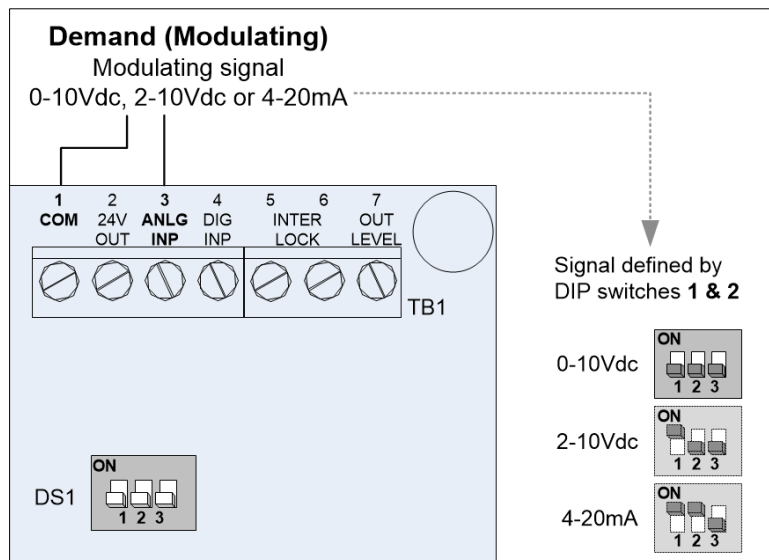 Demand (Modulating)
Modulating signal
0-10Vdc, 2-10Vdc or 4-20mA
1 2 3 4 5 6 7
COM 24V ANLG DIG INTER OUT
OUT INP INP LOCK LEVEL
TB1
DS1
ON
1 2 3
Signal defined by
DIP switches 1 & 2
0-10Vdc
ON
1 2 3
2-10Vdc
ON
1 2 3
4-20mA
ON
1 2 3